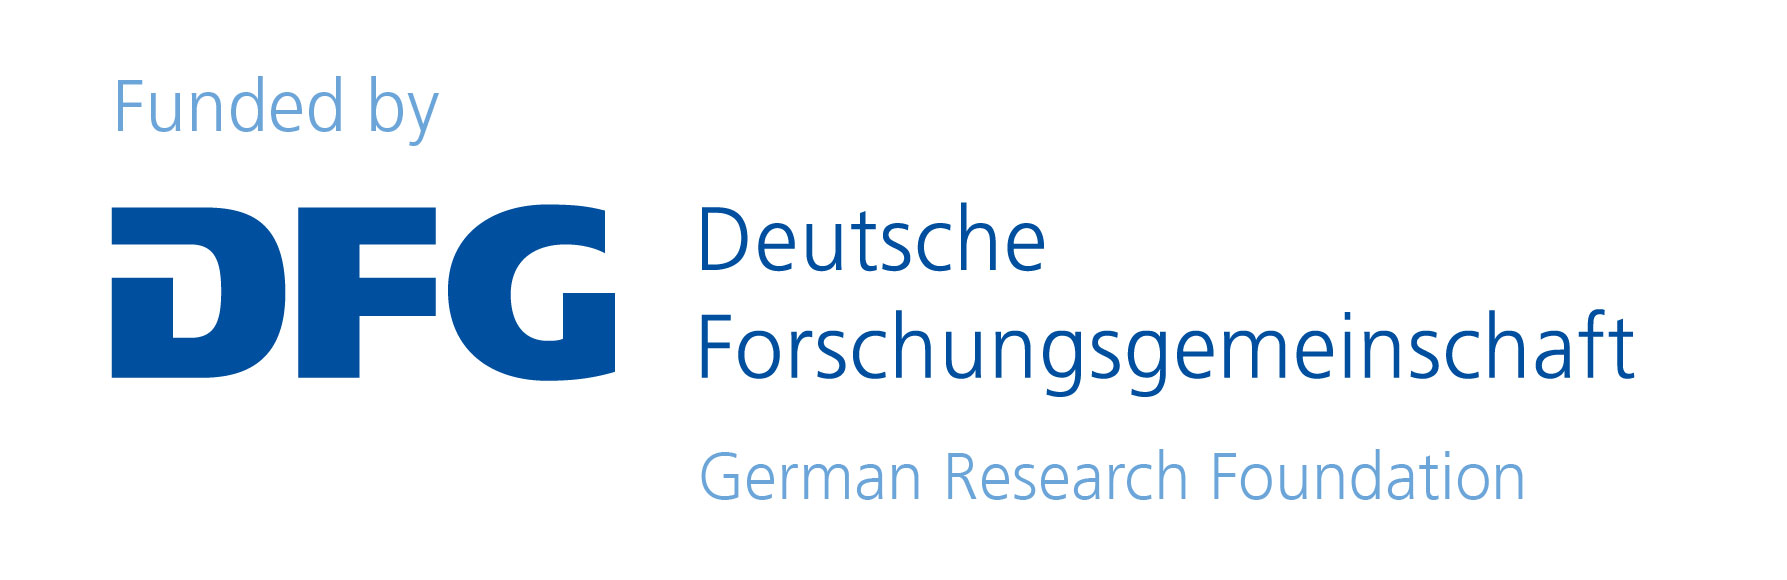 Funded by
DFG
Deutsche
Forschungsgemeinschaft
German Research Foundation